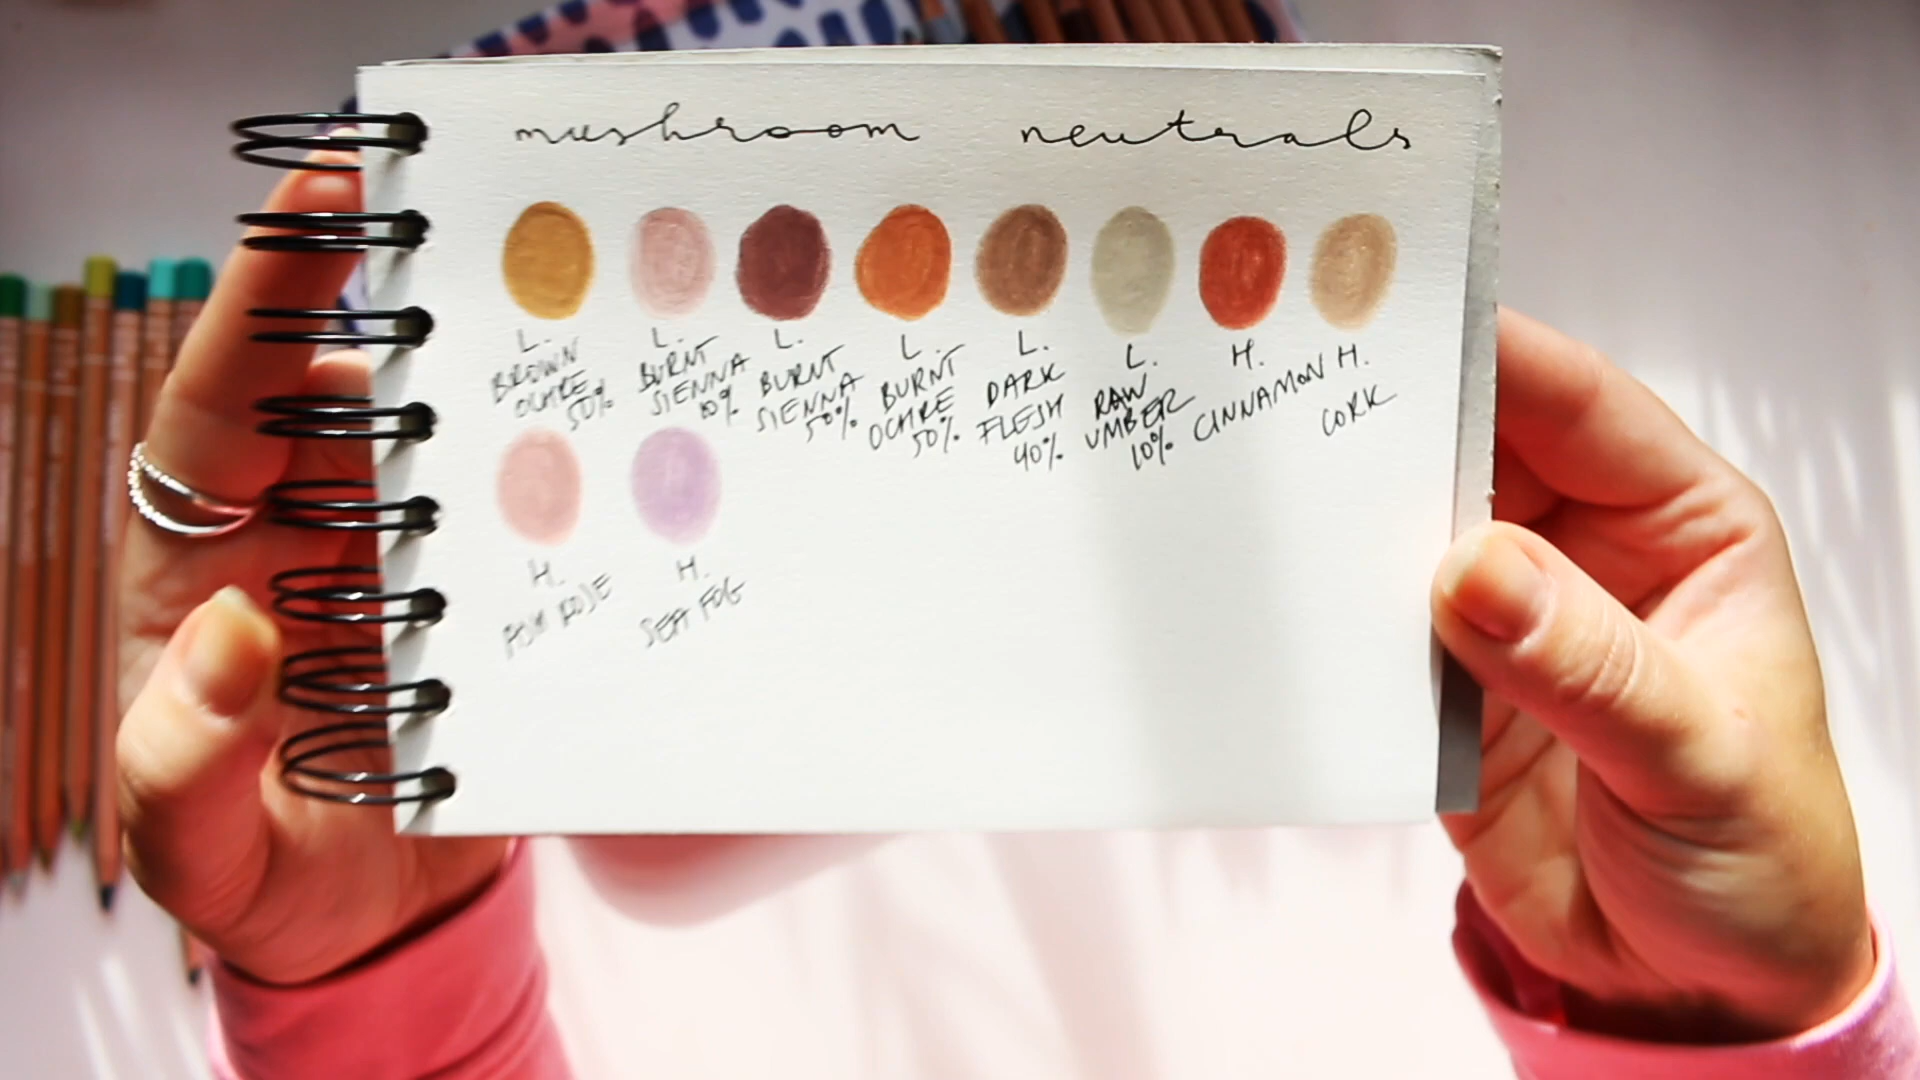 mushroom neutrals
L. BROWN OCHRE 50%
L. BURNT SIENNA 10%
L. BURNT SIENNA 50%
L. BURNT OCHRE 50%
L. DARK FLESH 40%
L. RAW UMBER 10%
H. CINNAMON
H. CORK
H. ASH ROSE
H. SEA FOG